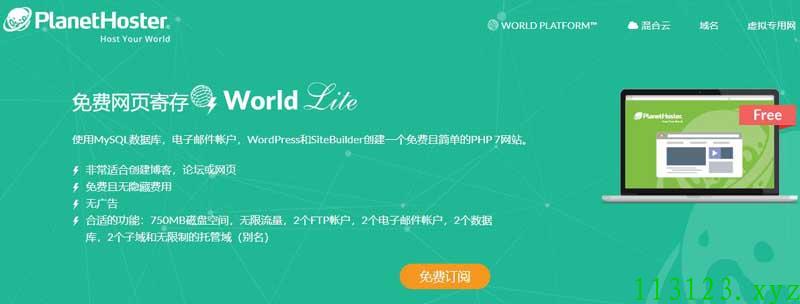 PlanetHoster
Host Your World
WORLD PLATFORM™
混合云
域名
虚拟专用网
免费网页寄存 World Lite
使用MySQL数据库，电子邮件帐户，WordPress和SiteBuilder创建一个免费且简单的PHP 7网站。
非常适合创建博客，论坛或网页
免费且无隐藏费用
无广告
合适的功能：750MB磁盘空间，无限流量，2个FTP帐户，2个电子邮件帐户，2个数据
库，2个子域和无限制的托管域（别名）
免费订阅
PlanetHoster
Free
113123.xyz